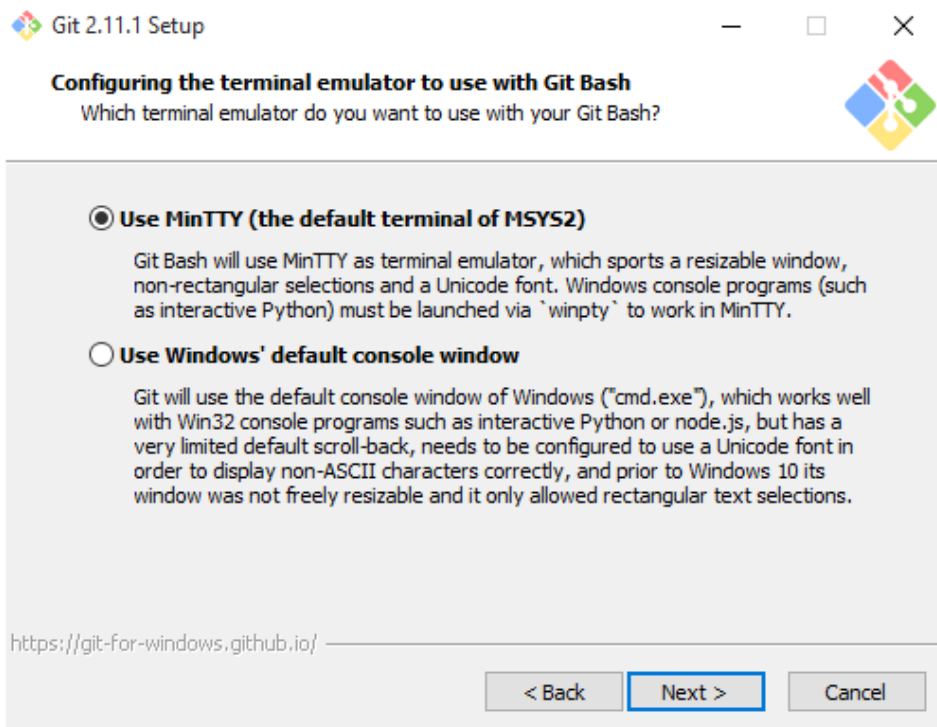 Git 2.11.1 Setup
Configuring the terminal emulator to use with Git Bash
Which terminal emulator do you want to use with your Git Bash?
Use MinTTY (the default terminal of MSYS2)
Git Bash will use MinTTY as terminal emulator, which sports a resizable window,
non-rectangular selections and a Unicode font. Windows console programs (such
as interactive Python) must be launched via `winpty` to work in MinTTY.
Use Windows' default console window
Git will use the default console window of Windows ("cmd.exe"), which works well
with Win32 console programs such as interactive Python or node.js, but has a
very limited default scroll-back, needs to be configured to use a Unicode font in
order to display non-ASCII characters correctly, and prior to Windows 10 its
window was not freely resizable and it only allowed rectangular text selections.
https://git-for-windows.github.io/
< Back
Next >
Cancel